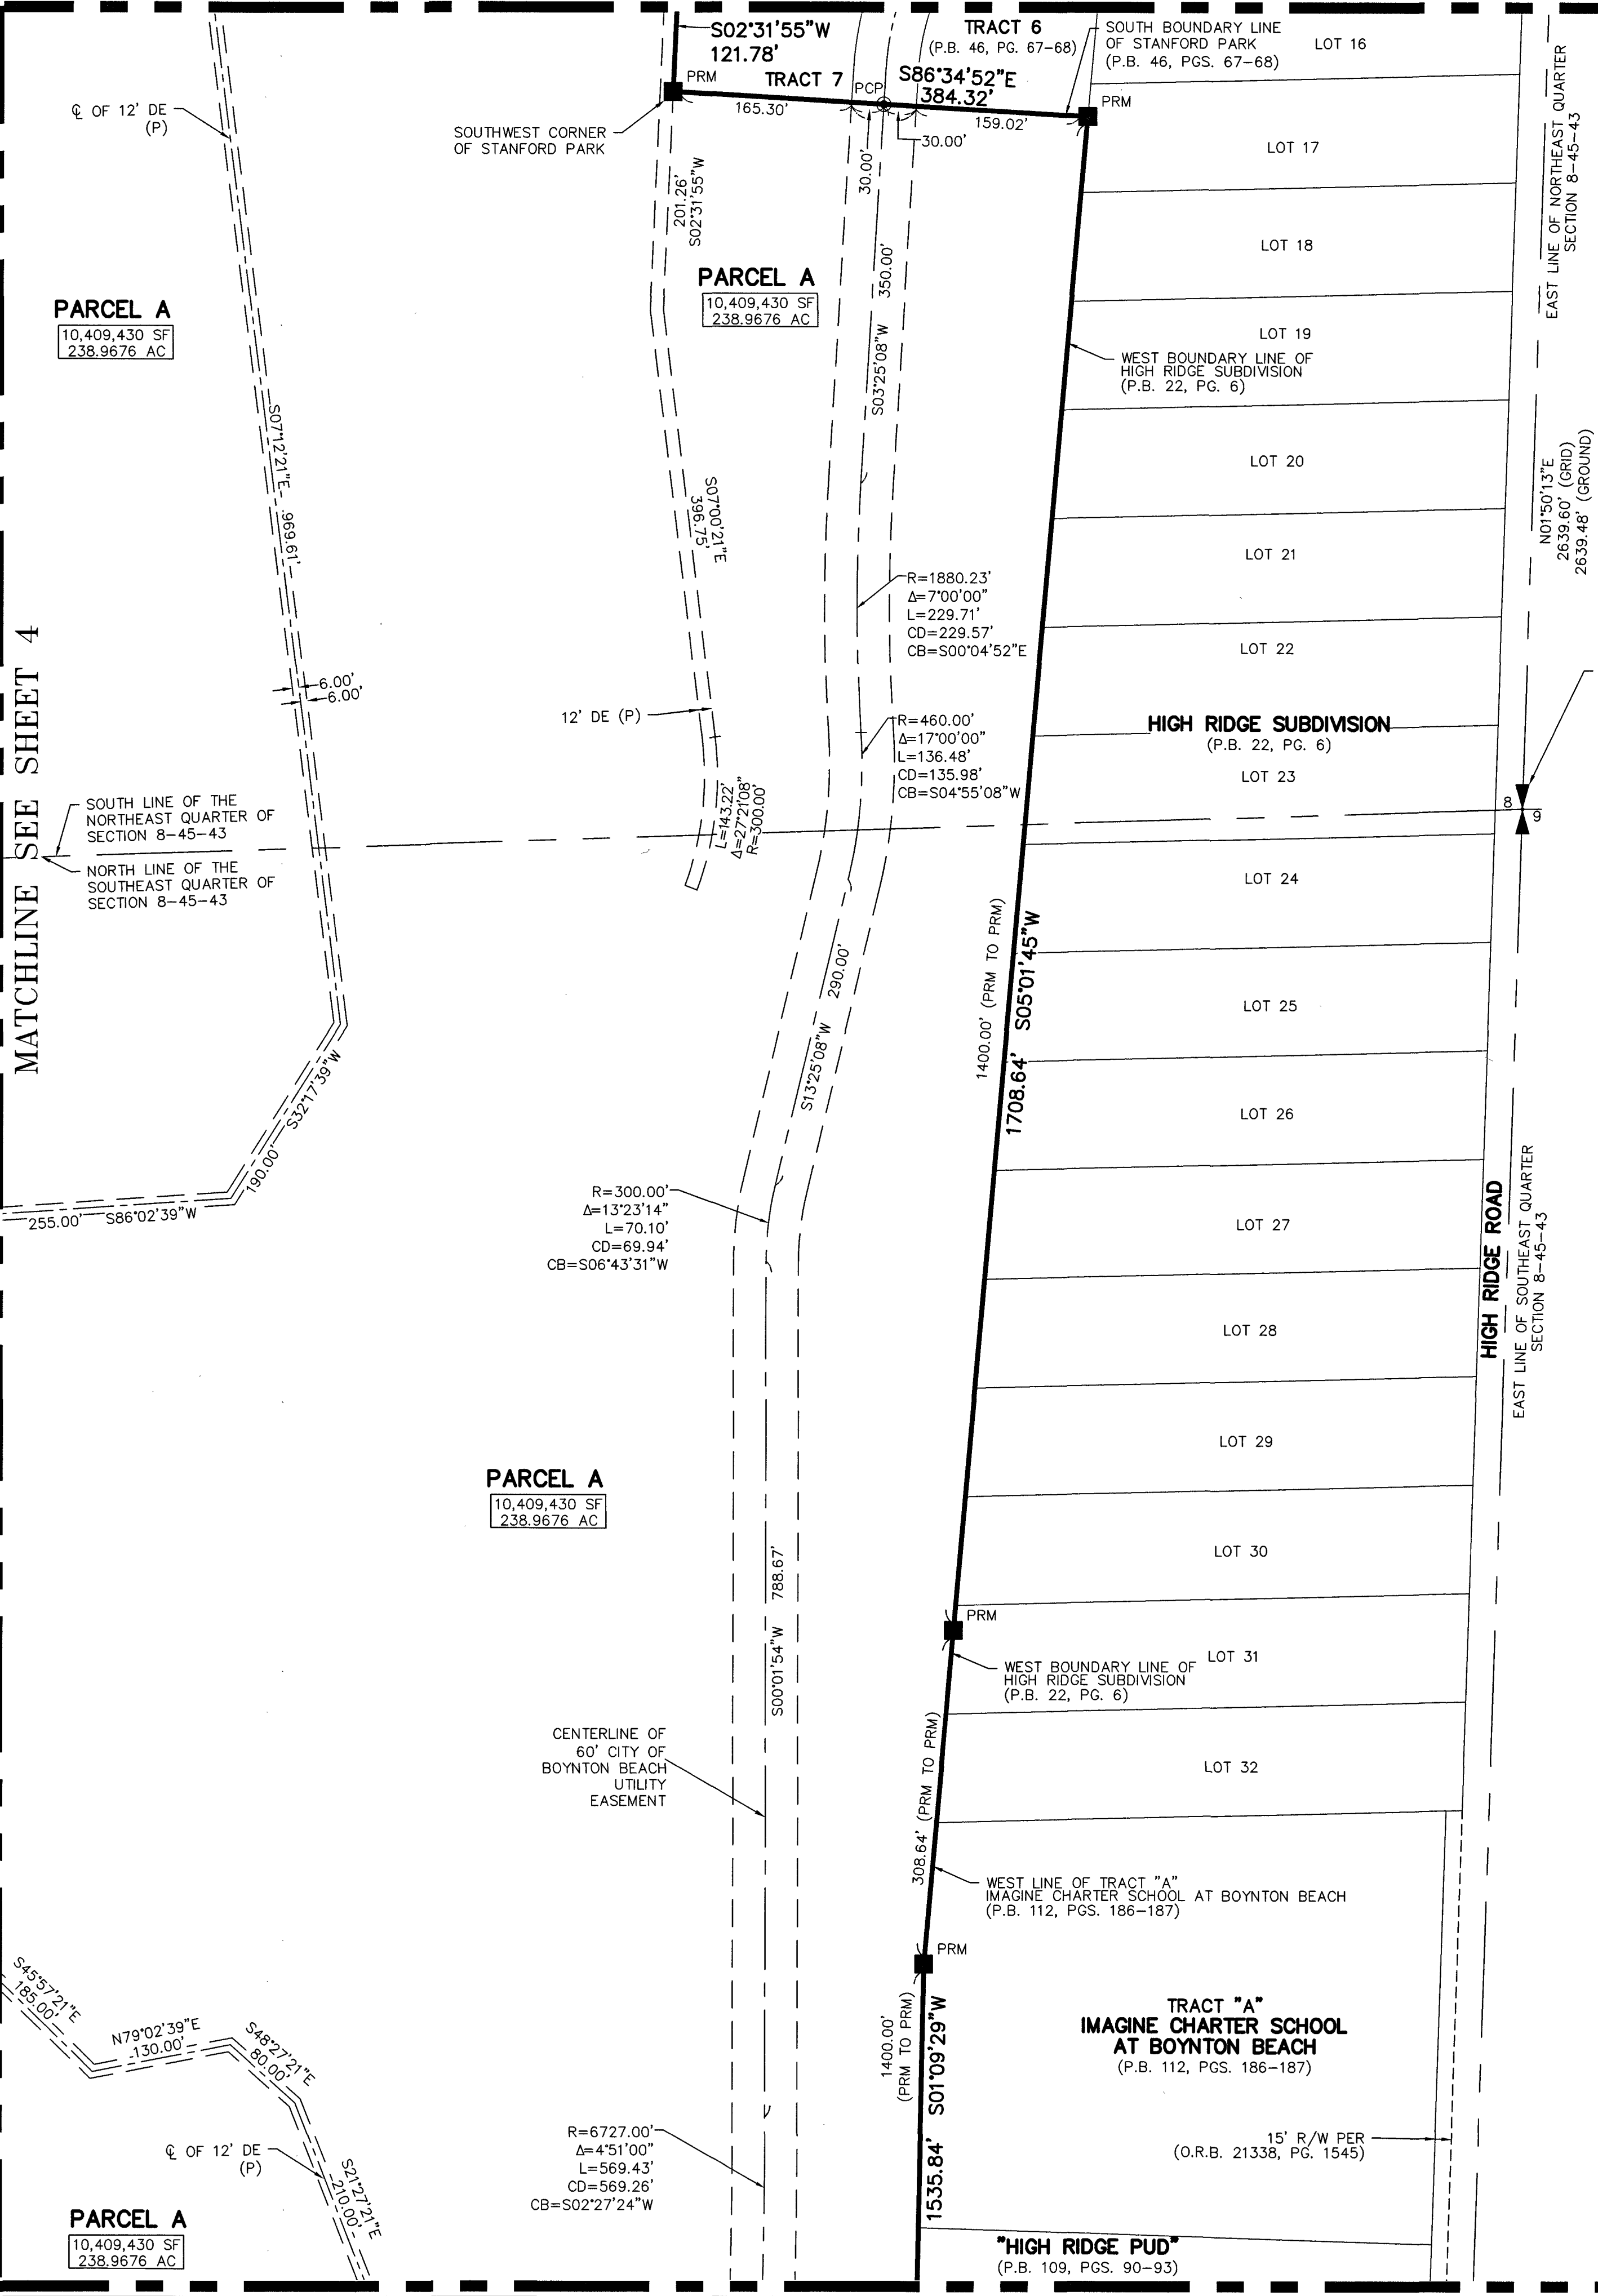 S02°31'55"W
121.78'
TRACT 6
(P.B. 46, PG. 67-68)
SOUTH BOUNDARY LINE
OF STANFORD PARK
(P.B. 46, PGS. 67-68)
LOT 16
PRM
TRACT 7
PCP
S86°34'52"E
384.32'
PRM
165.30'
159.02'
30.00'
30.00'
℄ OF 12' DE
(P)
SOUTHWEST CORNER
OF STANFORD PARK
201.26'
S02°31'55"W
LOT 17
EAST LINE OF NORTHEAST QUARTER
SECTION 8-45-43
LOT 18
PARCEL A
10,409,430 SF
238.9676 AC
PARCEL A
10,409,430 SF
238.9676 AC
S03°25'08"W 350.00'
LOT 19
WEST BOUNDARY LINE OF
HIGH RIDGE SUBDIVISION
(P.B. 22, PG. 6)
S07°12'21"E
969.61'
S07°00'21"E
396.75'
LOT 20
N01°50'13"E
2639.60' (GRID)
2639.48' (GROUND)
LOT 21
R=1880.23'
Δ=7°00'00"
L=229.71'
CD=229.57'
CB=S00°04'52"E
LOT 22
6.00'
6.00'
12' DE (P)
R=460.00'
Δ=17°00'00"
L=136.48'
CD=135.98'
CB=S04°55'08"W
HIGH RIDGE SUBDIVISION
(P.B. 22, PG. 6)
LOT 23
MATCHLINE SEE SHEET 4
SOUTH LINE OF THE
NORTHEAST QUARTER OF
SECTION 8-45-43
L=143.22'
Δ=27°21'08"
R=300.00'
8
9
NORTH LINE OF THE
SOUTHEAST QUARTER OF
SECTION 8-45-43
LOT 24
1400.00' (PRM TO PRM)
1708.64' S05°01'45"W
S13°25'08"W 290.00'
LOT 25
S32°17'39"W
190.00'
LOT 26
255.00' S86°02'39"W
R=300.00'
Δ=13°23'14"
L=70.10'
CD=69.94'
CB=S06°43'31"W
LOT 27
HIGH RIDGE ROAD
EAST LINE OF SOUTHEAST QUARTER
SECTION 8-45-43
LOT 28
LOT 29
PARCEL A
10,409,430 SF
238.9676 AC
LOT 30
S00°01'54"W 788.67'
PRM
LOT 31
WEST BOUNDARY LINE OF
HIGH RIDGE SUBDIVISION
(P.B. 22, PG. 6)
CENTERLINE OF
60' CITY OF
BOYNTON BEACH
UTILITY
EASEMENT
308.64' (PRM TO PRM)
LOT 32
WEST LINE OF TRACT "A"
IMAGINE CHARTER SCHOOL AT BOYNTON BEACH
(P.B. 112, PGS. 186-187)
PRM
S45°57'21"E
185.00'
N79°02'39"E
130.00'
S48°27'21"E
80.00'
1400.00'
(PRM TO PRM)
1535.84' S01°09'29"W
TRACT "A"
IMAGINE CHARTER SCHOOL
AT BOYNTON BEACH
(P.B. 112, PGS. 186-187)
℄ OF 12' DE
(P)
S21°27'21"E
210.00'
R=6727.00'
Δ=4°51'00"
L=569.43'
CD=569.26'
CB=S02°27'24"W
15' R/W PER
(O.R.B. 21338, PG. 1545)
PARCEL A
10,409,430 SF
238.9676 AC
"HIGH RIDGE PUD"
(P.B. 109, PGS. 90-93)